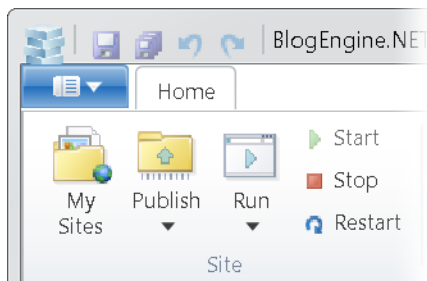 BlogEngine.NET
Home
My
Sites
Publish
Run
Start
Stop
Restart
Site